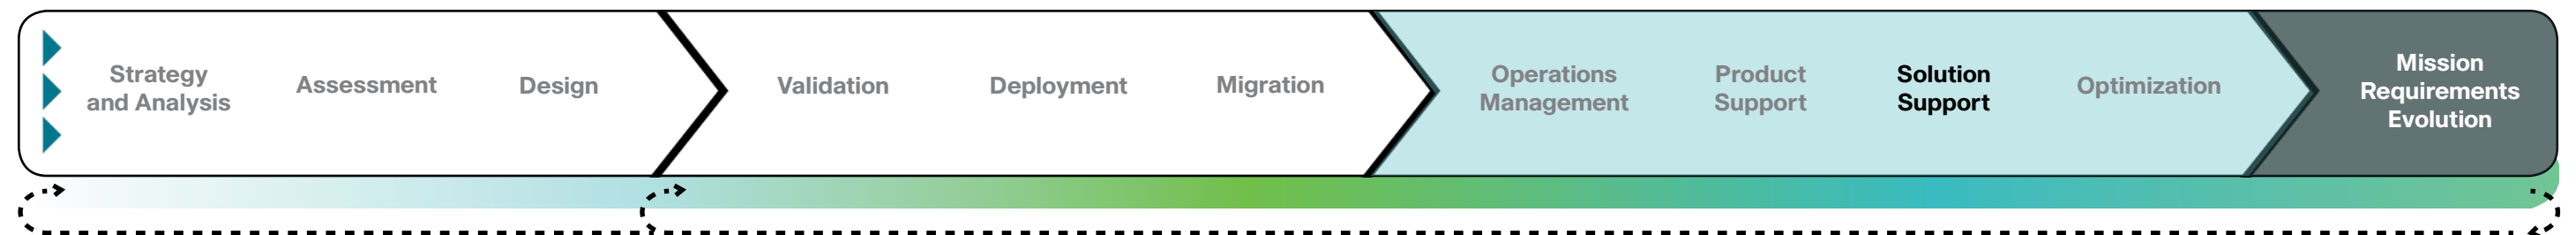 Strategy
and Analysis
Assessment
Design
Validation
Deployment
Migration
Operations
Management
Product
Support
Solution
Support
Optimization
Mission
Requirements
Evolution